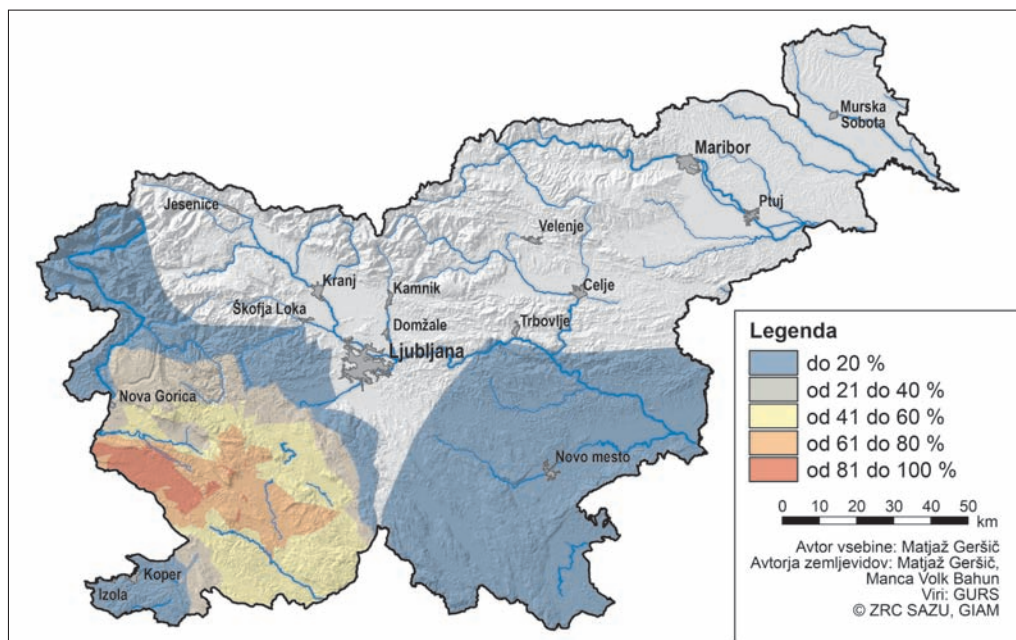 Murska
Sobota
Maribor
Ptuj
Jesenice
Velenje
Kranj
Kamnik
Celje
Škofja Loka
Domžale
Trbovlje
Ljubljana
Nova Gorica
Novo mesto
Koper
Izola
Legenda
do 20 %
od 21 do 40 %
od 41 do 60 %
od 61 do 80 %
od 81 do 100 %
0 10 20 30 40 50
km
Avtor vsebine: Matjaž Geršič
Avtorja zemljevidov: Matjaž Geršič,
Manca Volk Bahun
Viri: GURS
© ZRC SAZU, GIAM